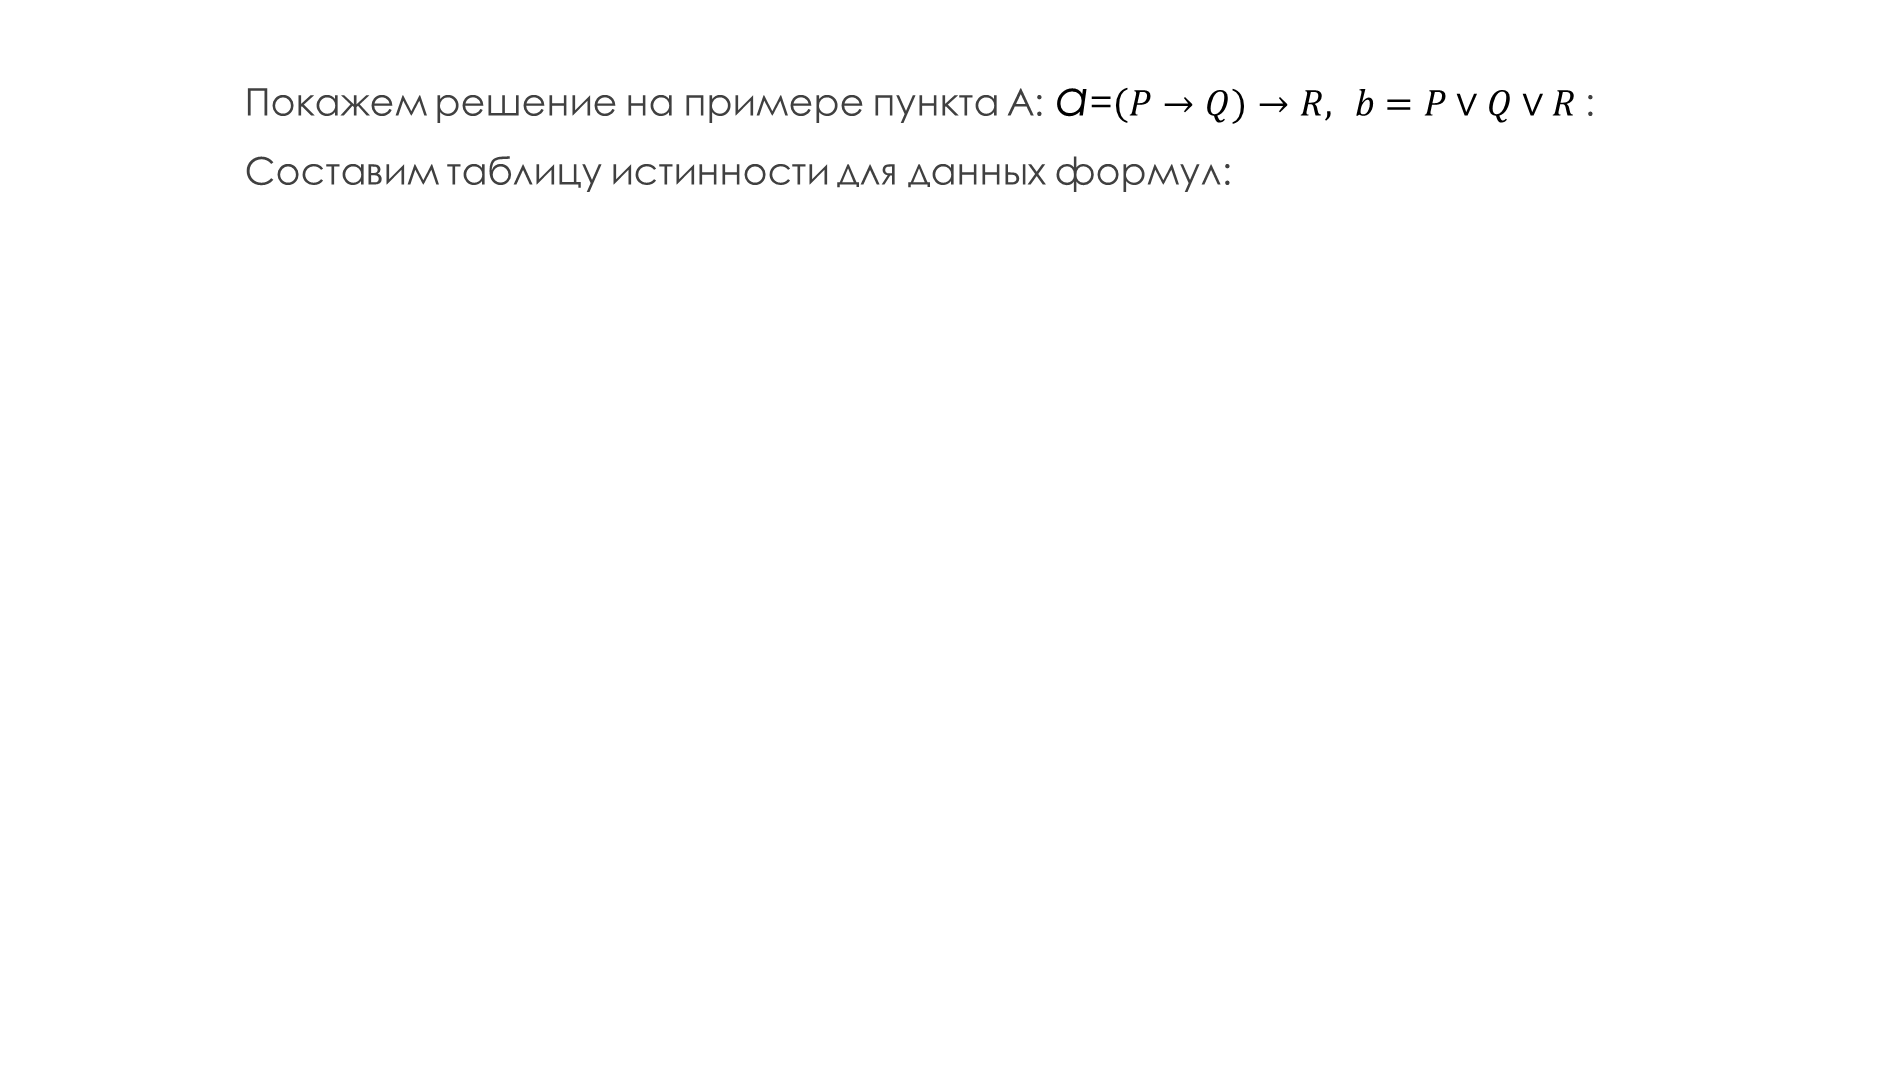 Покажем решение на примере пункта А: a=(P → Q) → R, b = P ∨ Q ∨ R :
Составим таблицу истинности для данных формул: